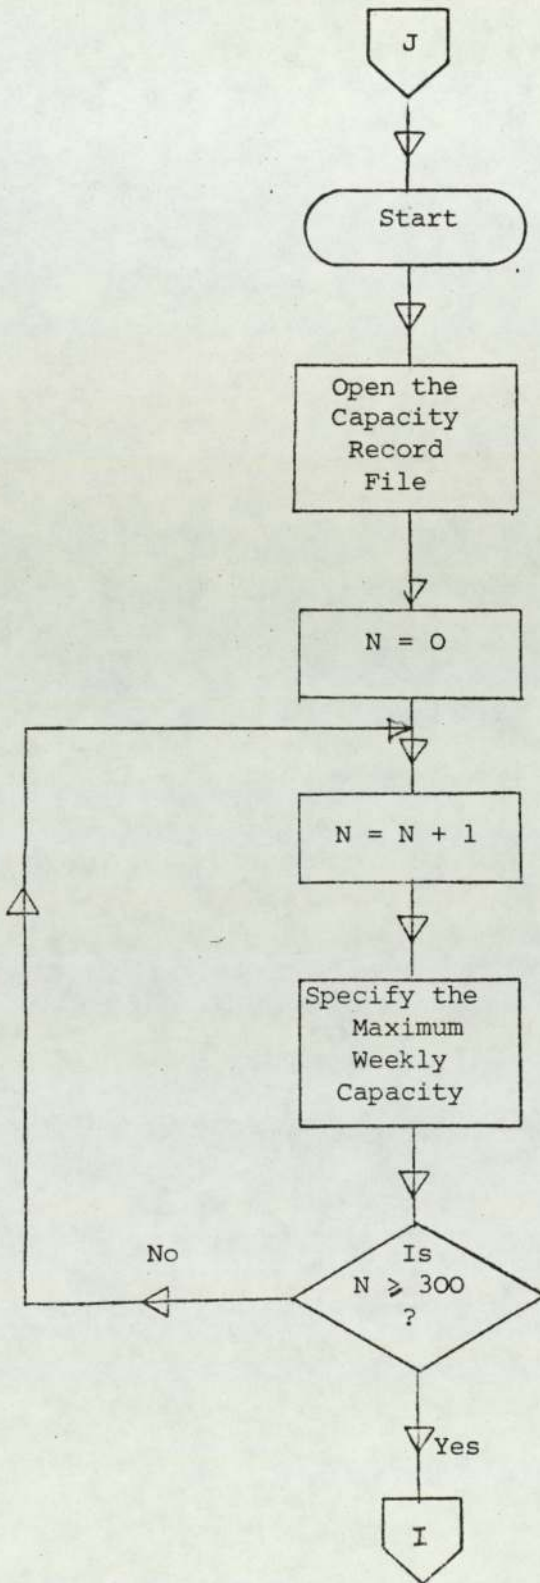 J
Start
Open the
Capacity
Record
File
N = O
N = N + 1
Specify the
Maximum
Weekly
Capacity
No
Is
N ⩾ 300
?
Yes
I